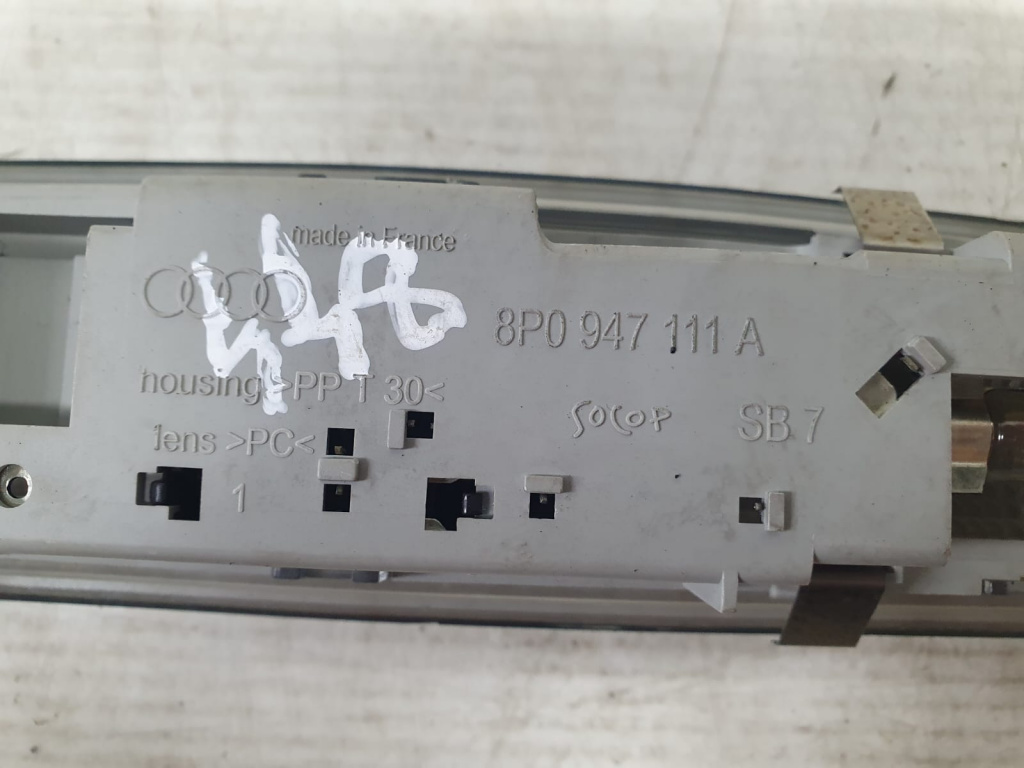 made in France
8P0 947 111 A
housing >PP T 30<
SOCOP SB 7
lens >PC<
1